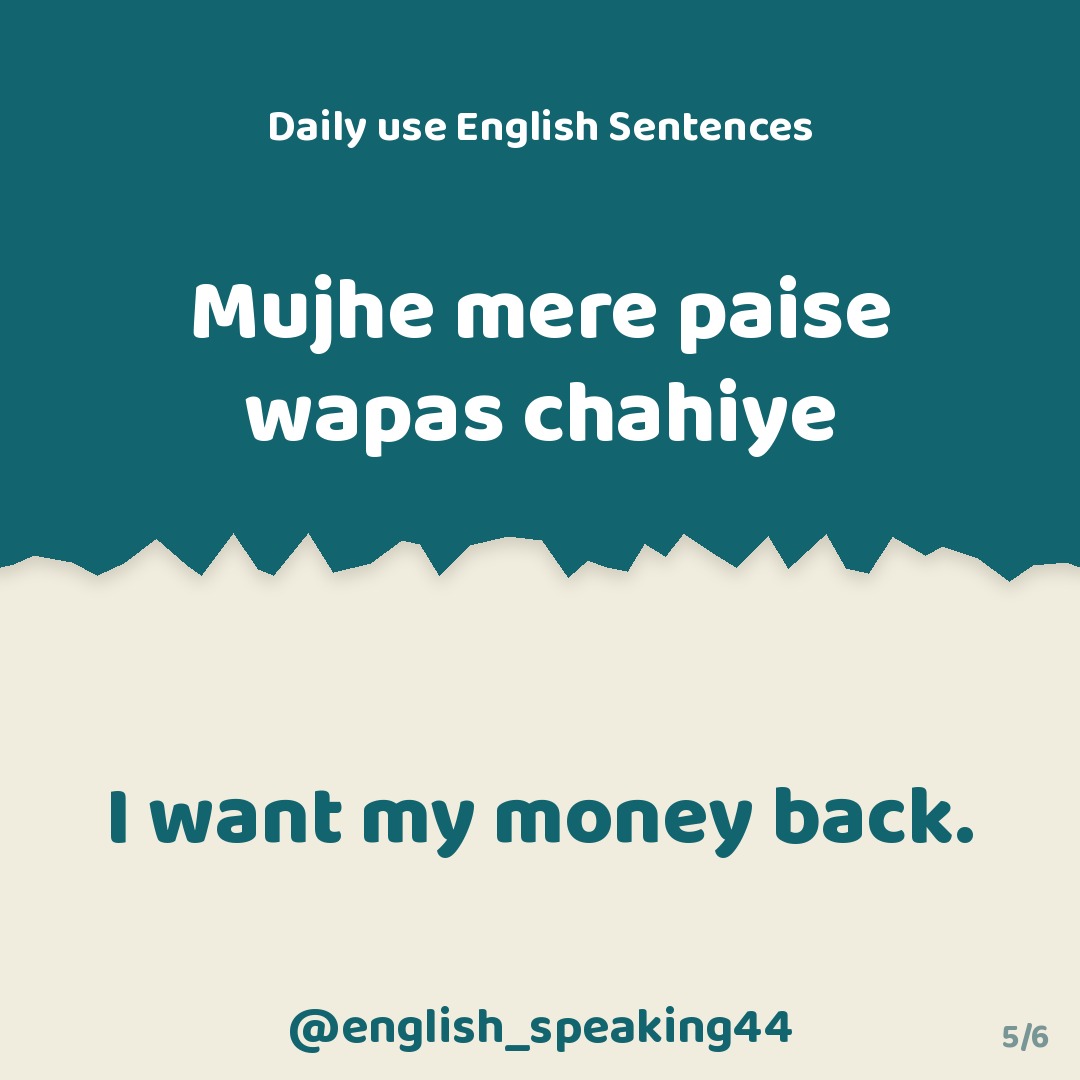 Daily use English Sentences
Mujhe mere paise
wapas chahiye
I want my money back.
@english_speaking44
5/6